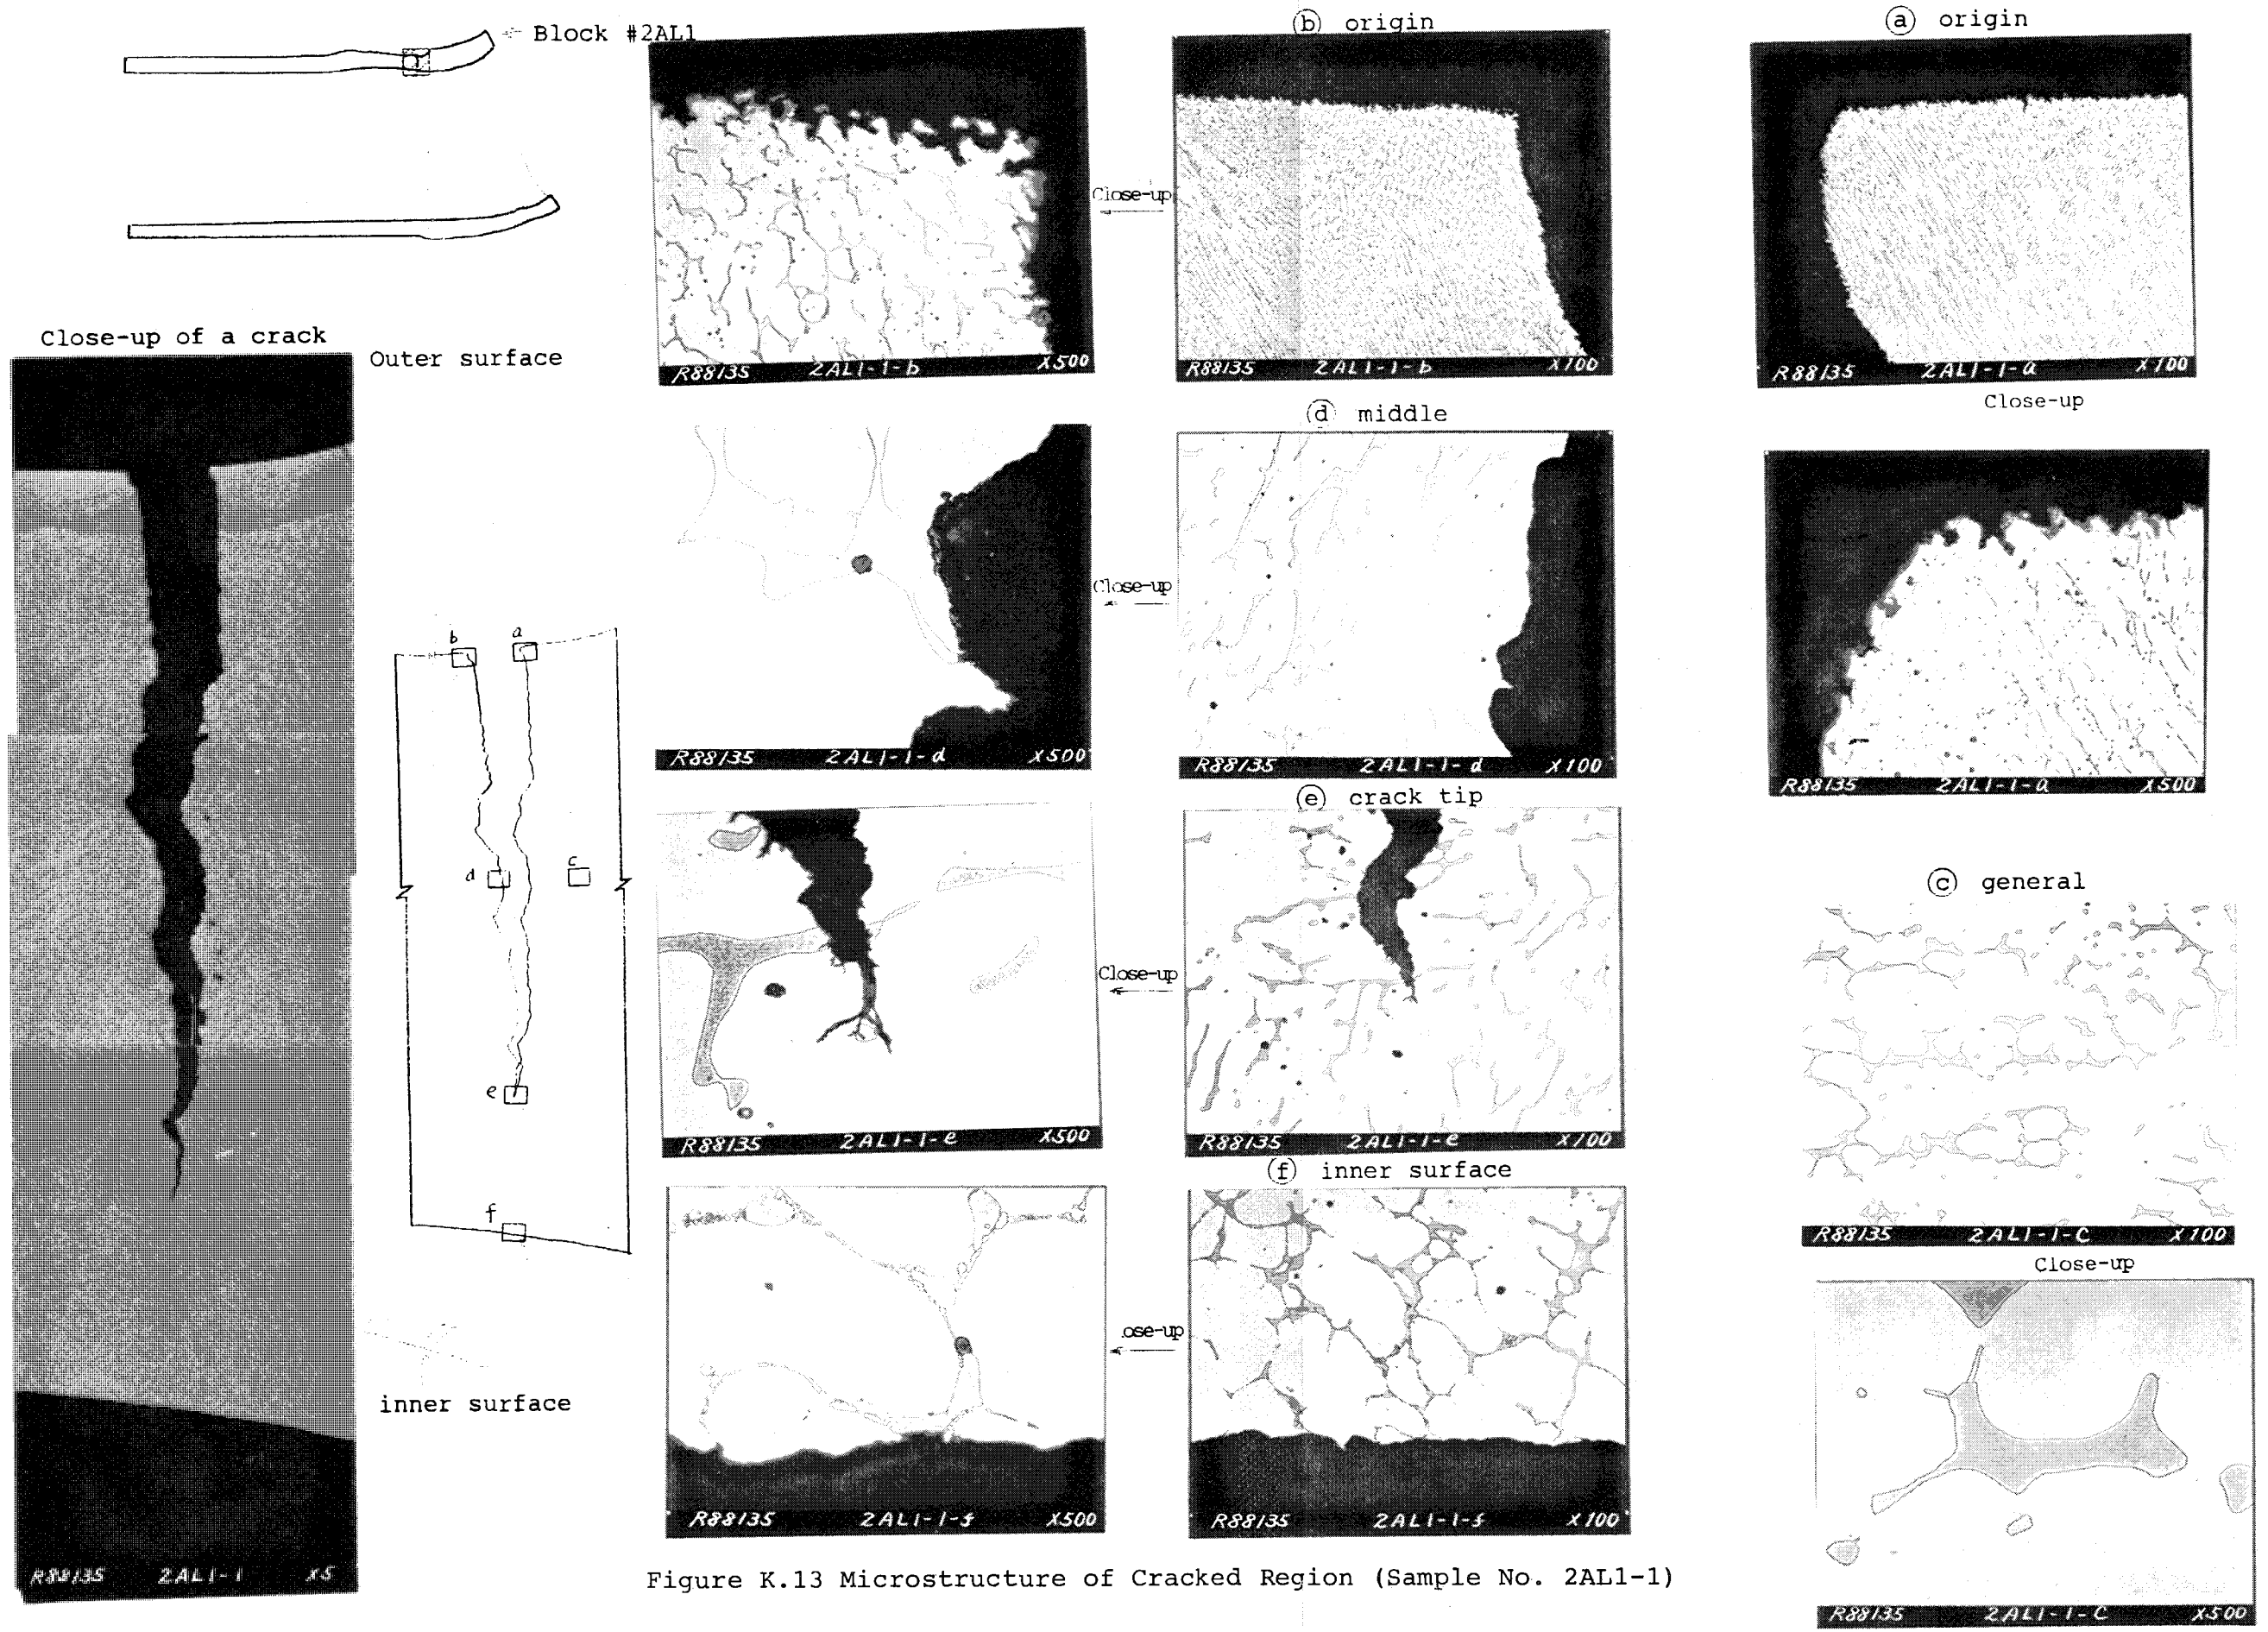 Block #2AL1
Close-up of a crack
Outer surface
inner surface
R88135 2AL1-1 X5
b a
d c
e
f
ⓑ origin
R88135 2AL1-1-b X500
Close-up
R88135 2AL1-1-b X100
ⓐ origin
R88135 2AL1-1-a X100
Close-up
R88135 2AL1-1-a X500
ⓓ middle
R88135 2AL1-1-d X500
Close-up
R88135 2AL1-1-d X100
ⓔ crack tip
R88135 2AL1-1-e X500
Close-up
R88135 2AL1-1-e X100
ⓒ general
R88135 2AL1-1-C X100
Close-up
R88135 2AL1-1-C X500
ⓕ inner surface
R88135 2AL1-1-f X500
ose-up
R88135 2AL1-1-f X100
Figure K.13 Microstructure of Cracked Region (Sample No. 2AL1-1)